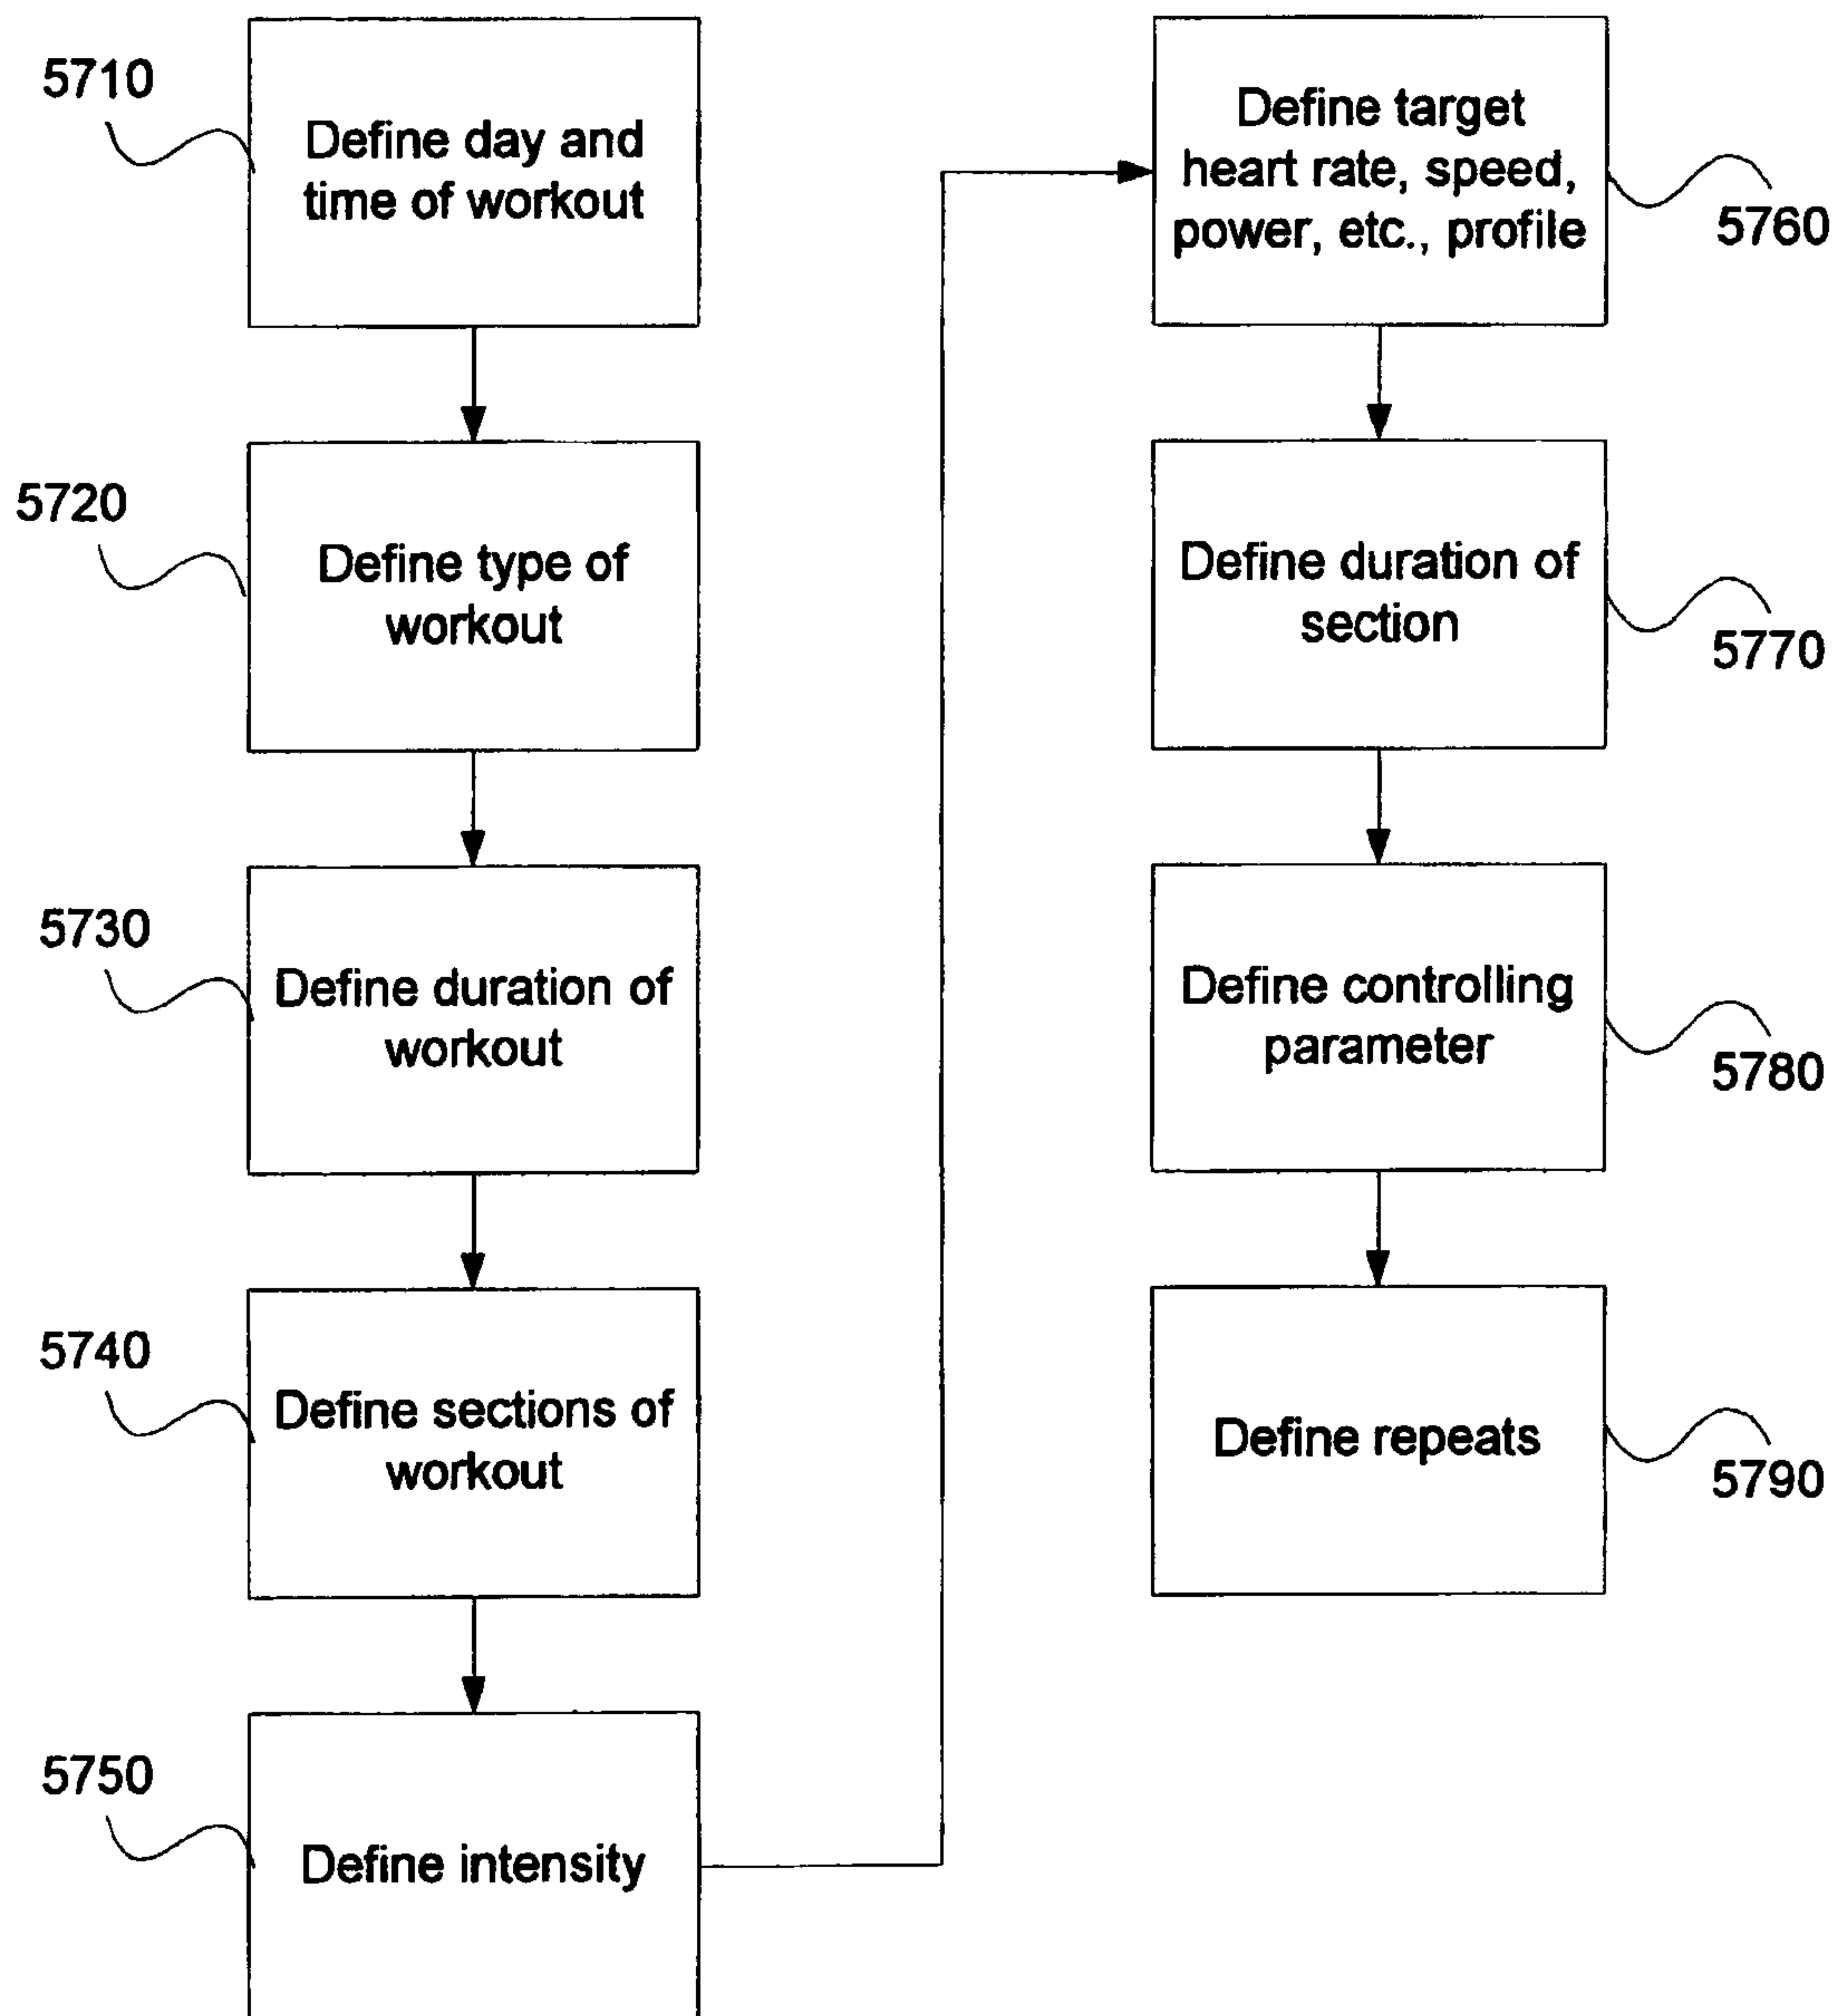 5710
Define day and
time of workout
5720
Define type of
workout
5730
Define duration of
workout
5740
Define sections of
workout
5750
Define intensity
Define target
heart rate, speed,
power, etc., profile
5760
Define duration of
section
5770
Define controlling
parameter
5780
Define repeats
5790